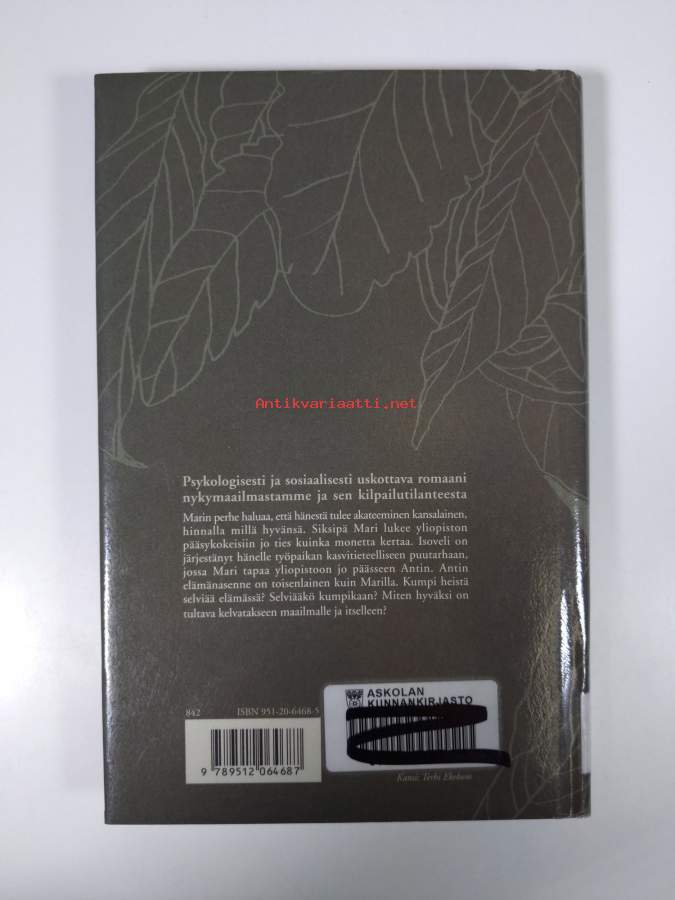 Antikvariaatti.net
Psykologisesti ja sosiaalisesti uskottava romaani
nykymaailmastamme ja sen kilpailutilanteesta
Marin perhe haluaa, että hänestä tulee akateeminen kansalainen,
hinnalla millä hyvänsä. Siksipä Mari lukee yliopiston
pääsykokeisiin jo ties kuinka monetta kertaa. Isoveli on
järjestänyt hänelle työpaikan kasvitieteelliseen puutarhaan,
jossa Mari tapaa yliopistoon jo päässeen Antin. Antin
elämänasenne on toisenlainen kuin Marilla. Kumpi heistä
selviää elämässä? Selviääkö kumpikaan? Miten hyväksi on
tultava kelvatakseen maailmalle ja itselleen?
842 ISBN 951-20-6468-5
ASKOLAN
KUNNANKIRJASTO
9 789512 064687
Kansi: Terhi Ekebom